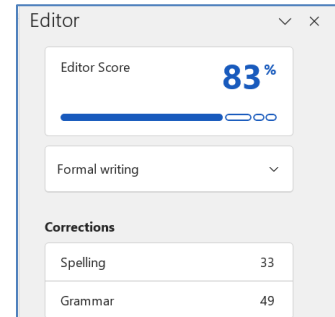 Editor
Editor Score
83%
Formal writing
Corrections
Spelling 33
Grammar 49